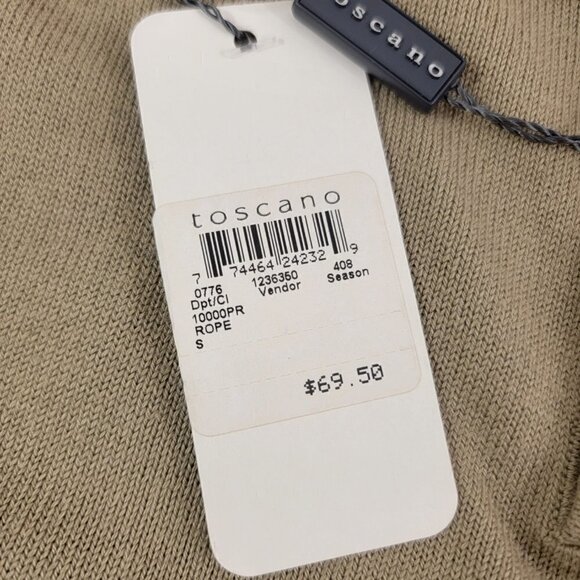 toscano
toscano
7 74464 24232 9
0776 1236350 408
Dpt/Cl Vendor Season
10000PR
ROPE
S
$69.50